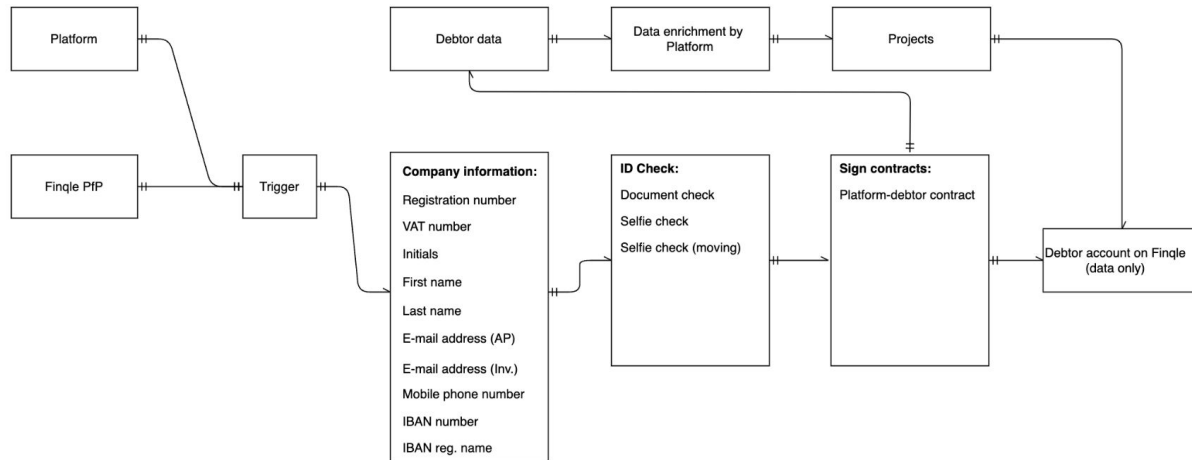 Platform
Debtor data
Data enrichment by
Platform
Projects
Finqle PfP
Trigger
Company information:
Registration number
VAT number
Initials
First name
Last name
E-mail address (AP)
E-mail address (Inv.)
Mobile phone number
IBAN number
IBAN reg. name
ID Check:
Document check
Selfie check
Selfie check (moving)
Sign contracts:
Platform-debtor contract
Debtor account on Finqle
(data only)